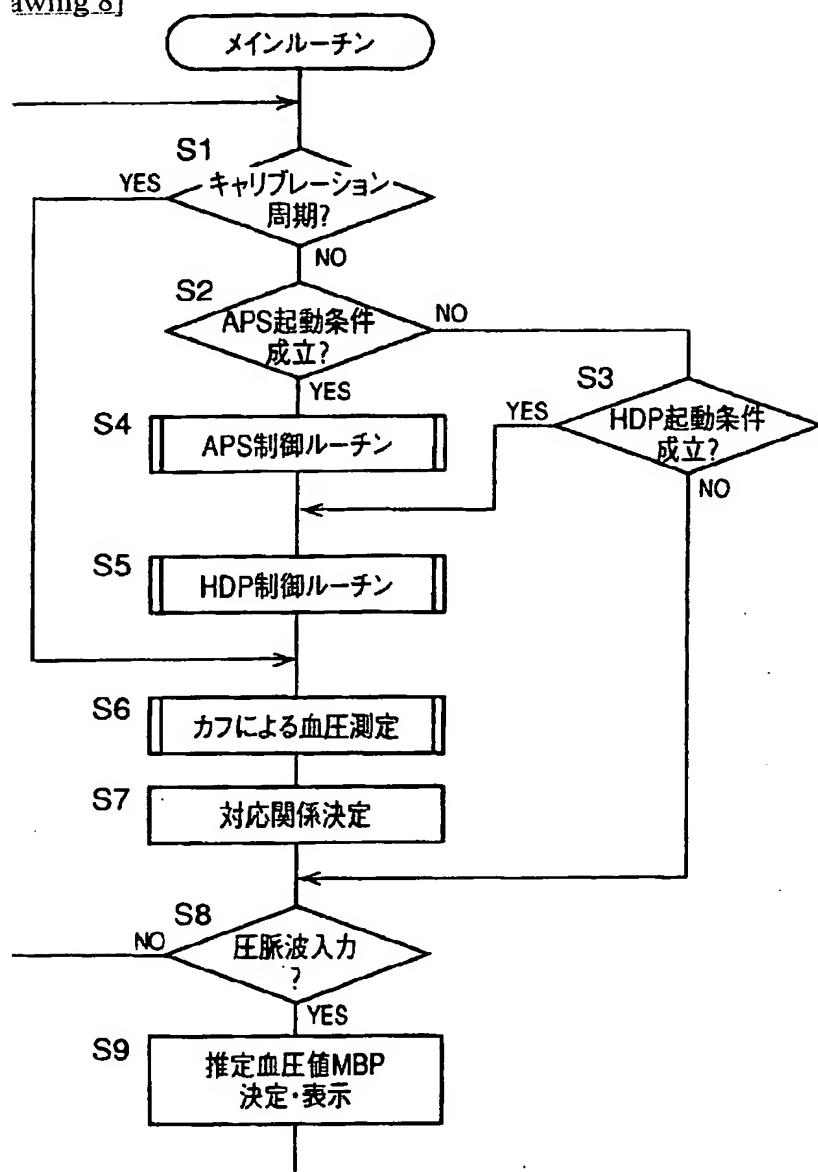 awing 8]
メインルーチン
S1
YES
キャリブレーション
周期?
NO
S2
APS起動条件
成立?
NO
YES
S3
YES
HDP起動条件
成立?
NO
S4
APS制御ルーチン
S5
HDP制御ルーチン
S6
カフによる血圧測定
S7
対応関係決定
S8
NO
圧脈波入力
?
YES
S9
推定血圧値MBP
決定・表示